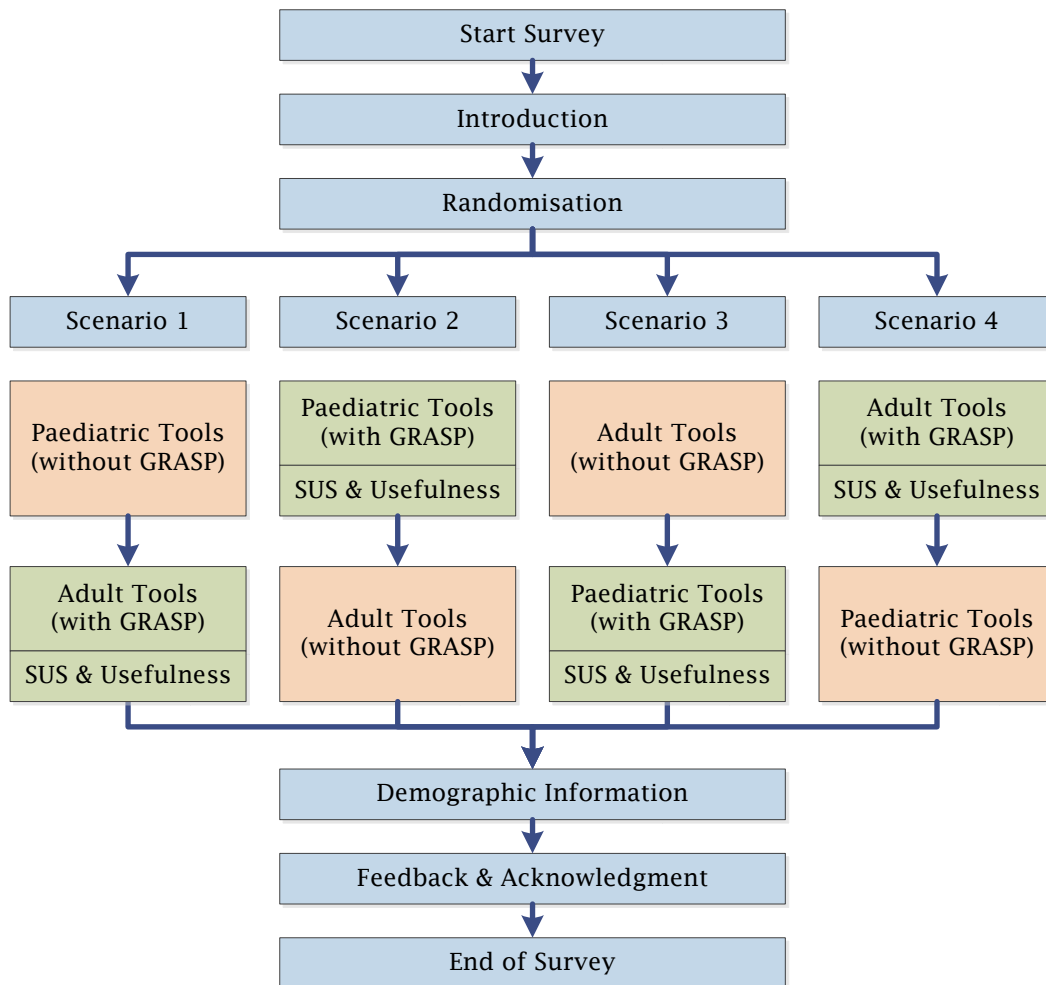 Start Survey
Introduction
Randomisation
Scenario 1
Scenario 2
Scenario 3
Scenario 4
Paediatric Tools
(without GRASP)
Paediatric Tools
(with GRASP)
SUS & Usefulness
Adult Tools
(without GRASP)
Adult Tools
(with GRASP)
SUS & Usefulness
Adult Tools
(with GRASP)
SUS & Usefulness
Adult Tools
(without GRASP)
Paediatric Tools
(with GRASP)
SUS & Usefulness
Paediatric Tools
(without GRASP)
Demographic Information
Feedback & Acknowledgment
End of Survey